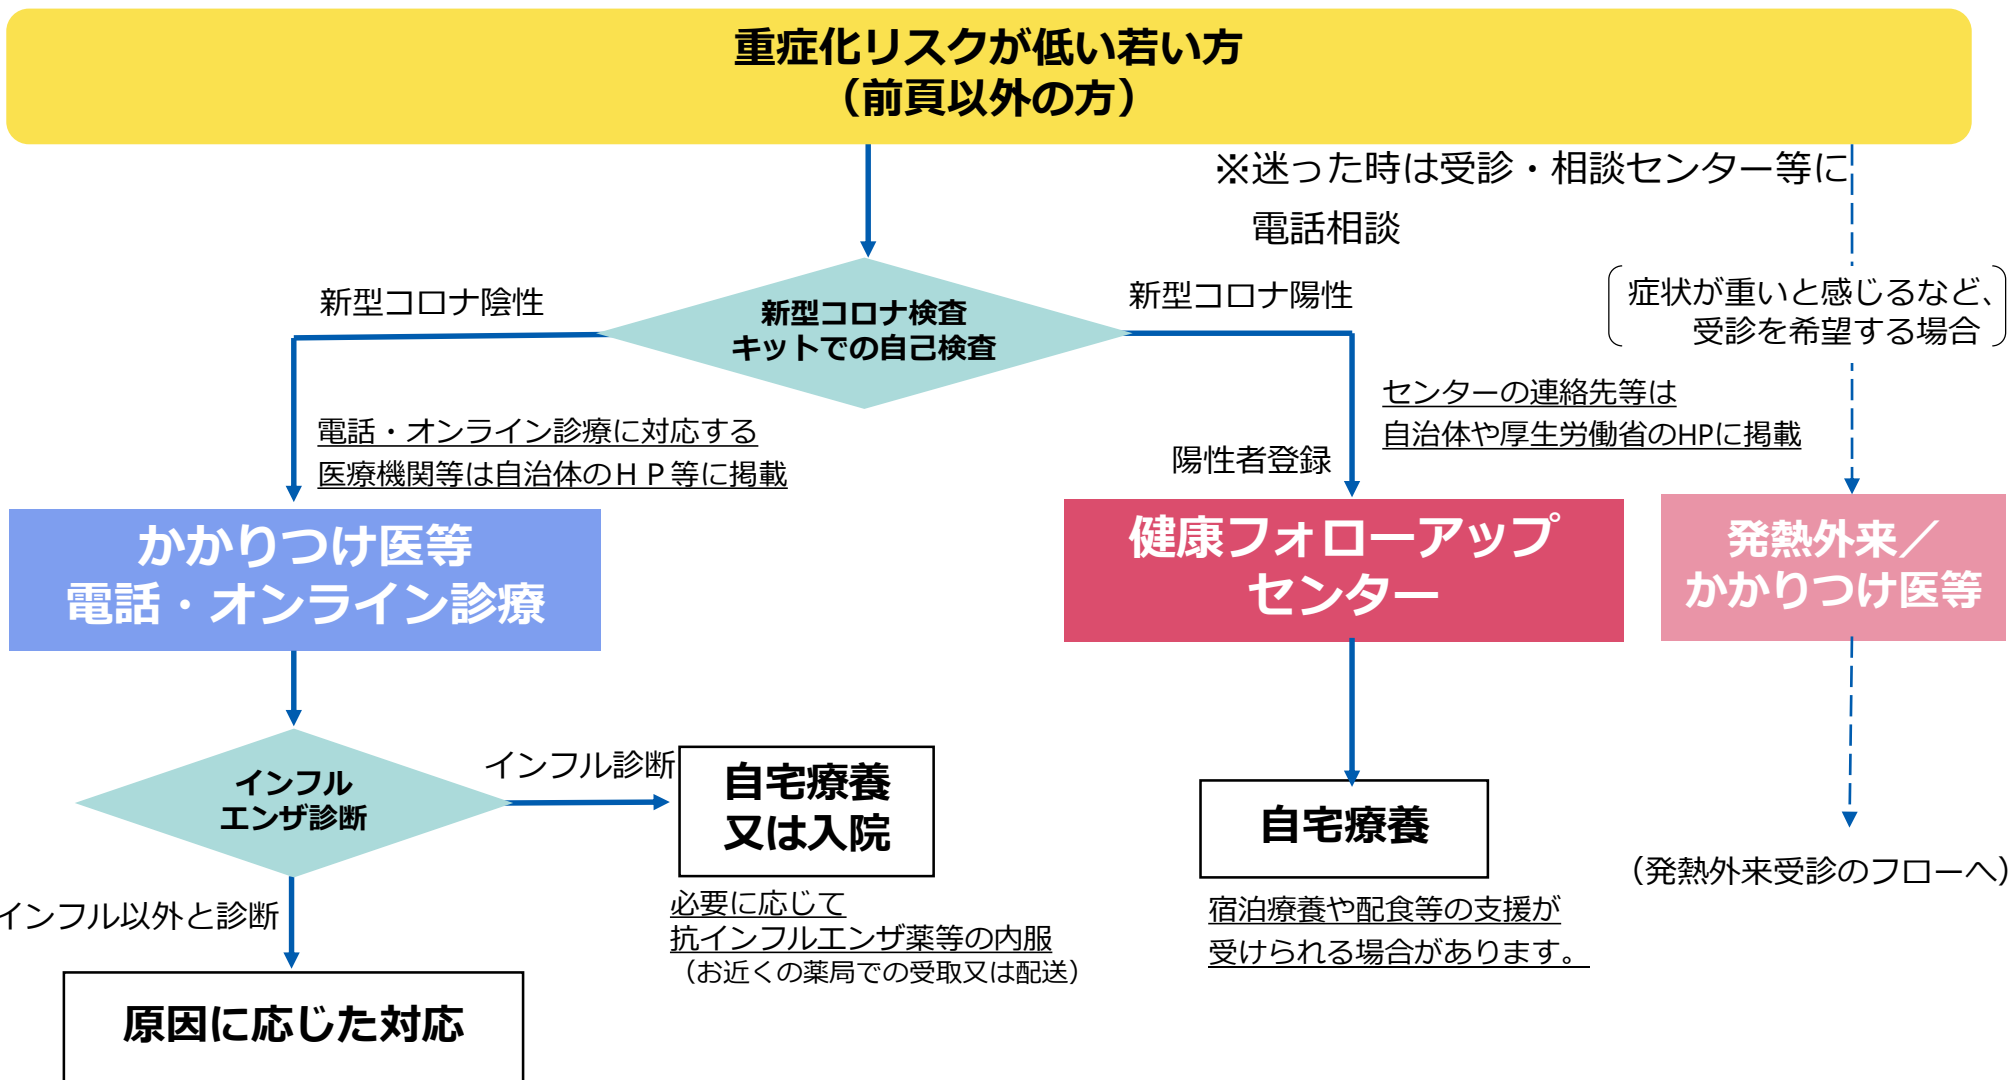 重症化リスクが低い若い方
（前頁以外の方）
※迷った時は受診・相談センター等に
電話相談
新型コロナ陰性
新型コロナ検査
キットでの自己検査
新型コロナ陽性
症状が重いと感じるなど、
受診を希望する場合
電話・オンライン診療に対応する
医療機関等は自治体のＨＰ等に掲載
センターの連絡先等は
自治体や厚生労働省のHPに掲載
陽性者登録
かかりつけ医等
電話・オンライン診療
健康フォローアップ
センター
発熱外来／
かかりつけ医等
インフル
エンザ診断
インフル診断
自宅療養
又は入院
必要に応じて
抗インフルエンザ薬等の内服
（お近くの薬局での受取又は配送）
自宅療養
宿泊療養や配食等の支援が
受けられる場合があります。
（発熱外来受診のフローへ）
インフル以外と診断
原因に応じた対応